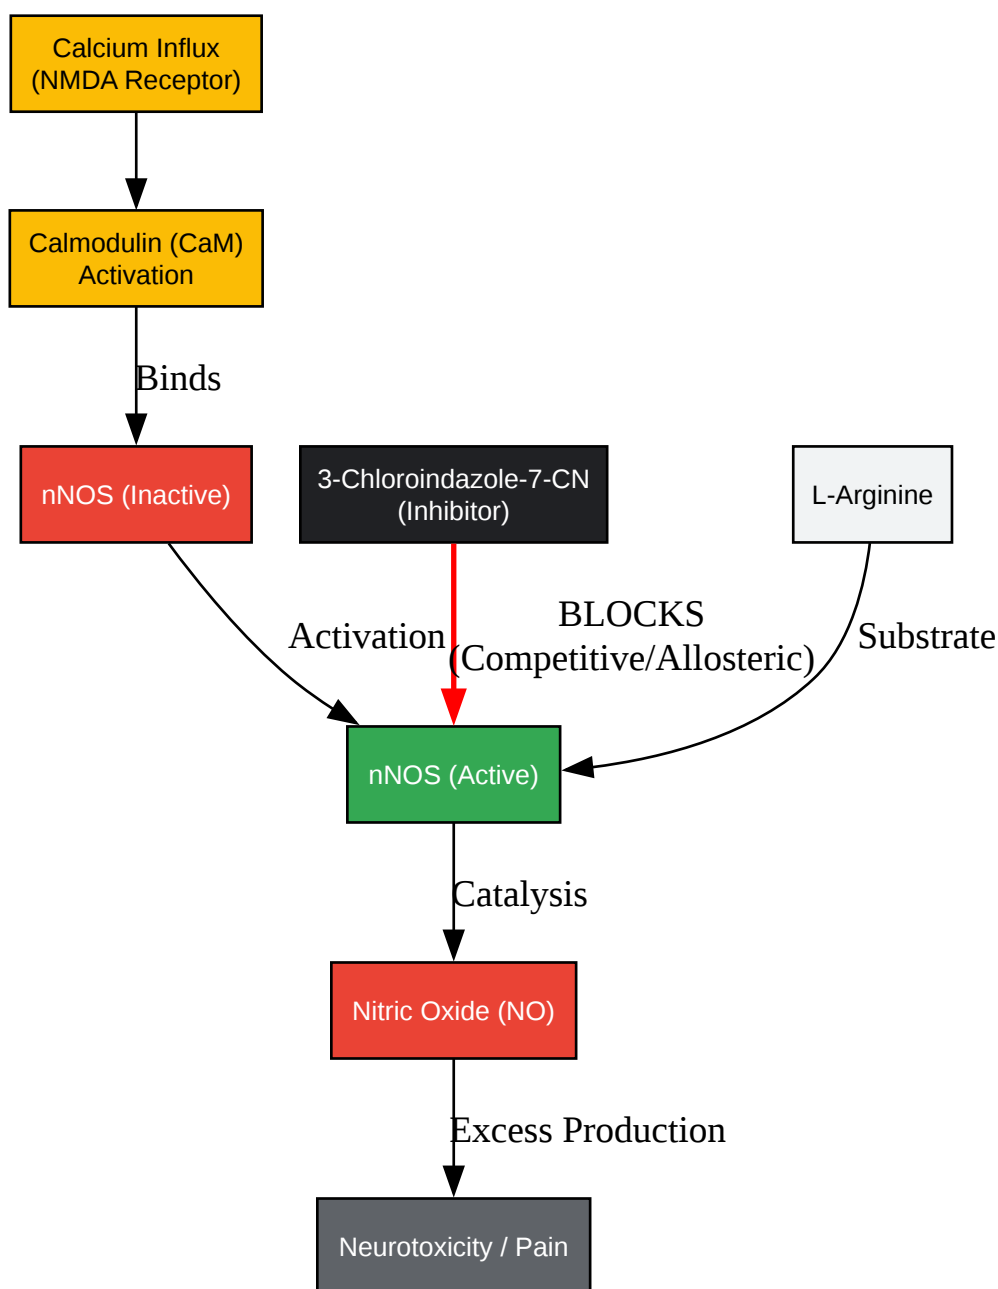 Calcium Influx
(NMDA Receptor)
Calmodulin (CaM)
Activation
Binds
nNOS (Inactive)
3-Chloroindazole-7-CN
(Inhibitor)
L-Arginine
Activation
BLOCKS
(Competitive/Allosteric)
Substrate
nNOS (Active)
Catalysis
Nitric Oxide (NO)
Excess Production
Neurotoxicity / Pain